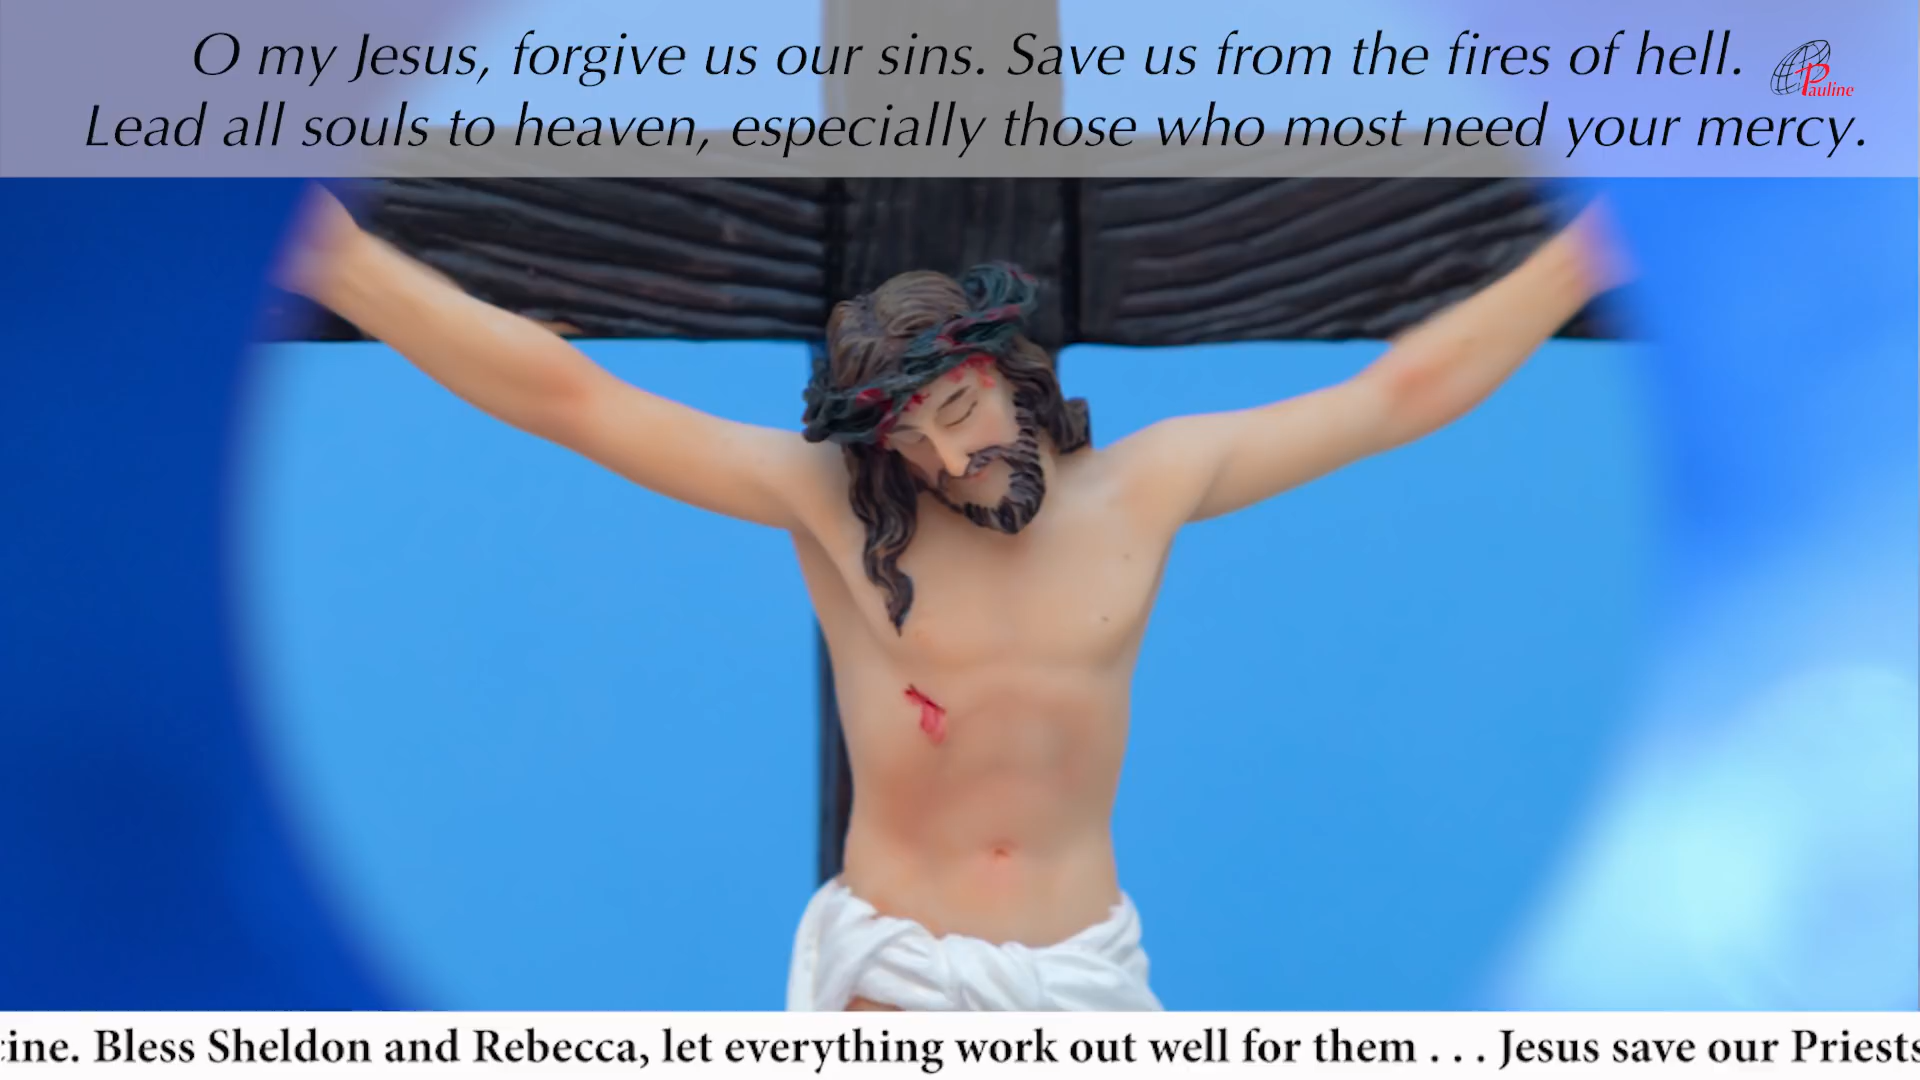 O my Jesus, forgive us our sins. Save us from the fires of hell.
Pauline
Lead all souls to heaven, especially those who most need your mercy.
cine. Bless Sheldon and Rebecca, let everything work out well for them . . . Jesus save our Priests